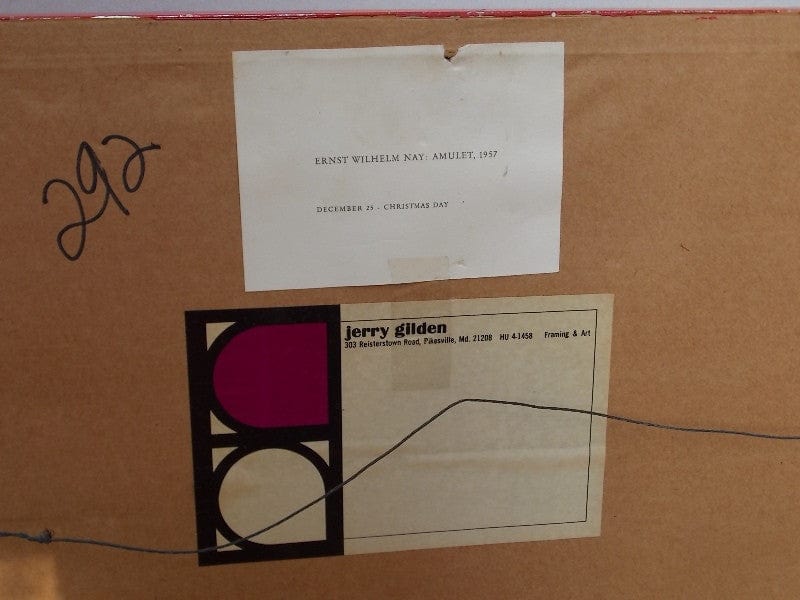 292
ERNST WILHELM NAY: AMULET, 1957
DECEMBER 25 - CHRISTMAS DAY
jerry gilden
303 Reisterstown Road, Pikesville, Md. 21208 HU 4-1458 Framing & Art